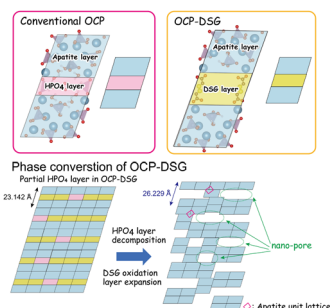 Conventional OCP
OCP-DSG
Apatite layer
HPO4 layer
Apatite layer
DSG layer
Phase converstion of OCP-DSG
Partial HPO4 layer in OCP-DSG
23.142 Å
26.229 Å
HPO4 layer
decomposition
DSG oxidation
layer expansion
nano-pore
: Apatite unit lattice